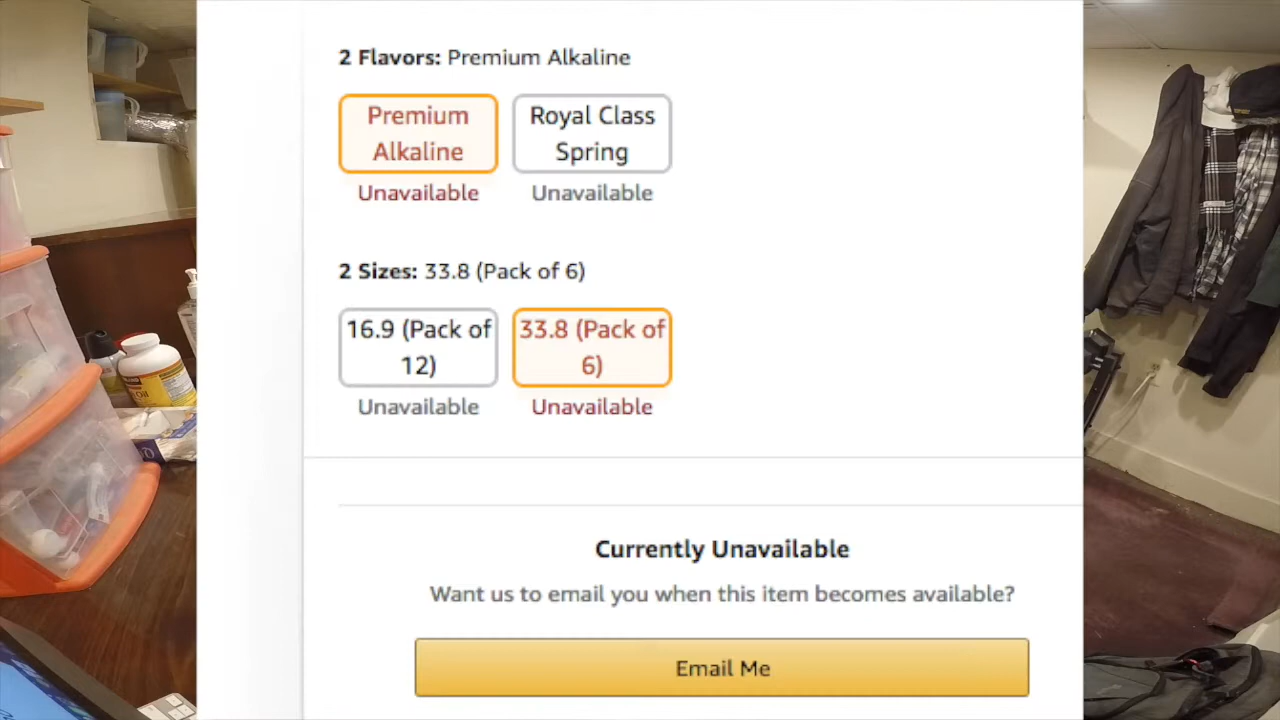 2 Flavors: Premium Alkaline
Premium
Alkaline
Royal Class
Spring
Unavailable
Unavailable
2 Sizes: 33.8 (Pack of 6)
16.9 (Pack of
12)
33.8 (Pack of
6)
Unavailable
Unavailable
Currently Unavailable
Want us to email you when this item becomes available?
Email Me